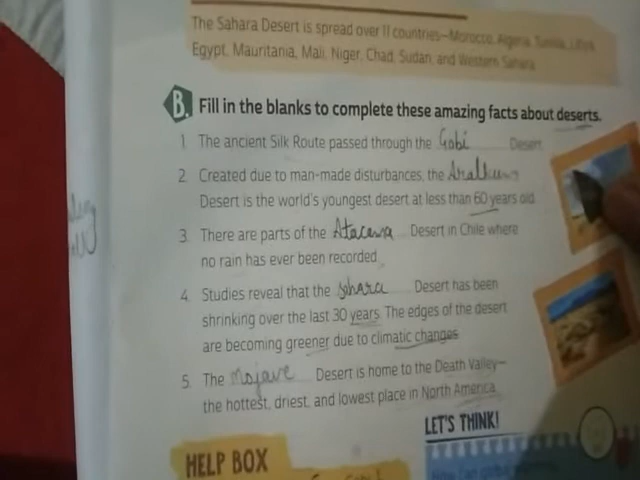 The Sahara Desert is spread over 11 countries—Morocco, Algeria, Tunisia, Libya,
Egypt, Mauritania, Mali, Niger, Chad, Sudan, and Western Sahara.
B. Fill in the blanks to complete these amazing facts about deserts.
1. The ancient Silk Route passed through the Gobi Desert.
2. Created due to man-made disturbances, the Aralkum
Desert is the world's youngest desert at less than 60 years old.
3. There are parts of the Atacama Desert in Chile where
no rain has ever been recorded.
4. Studies reveal that the sahara Desert has been
shrinking over the last 30 years. The edges of the desert
are becoming greener due to climatic changes.
5. The Mojave Desert is home to the Death Valley—
the hottest, driest, and lowest place in North America.
LET'S THINK!
HELP BOX